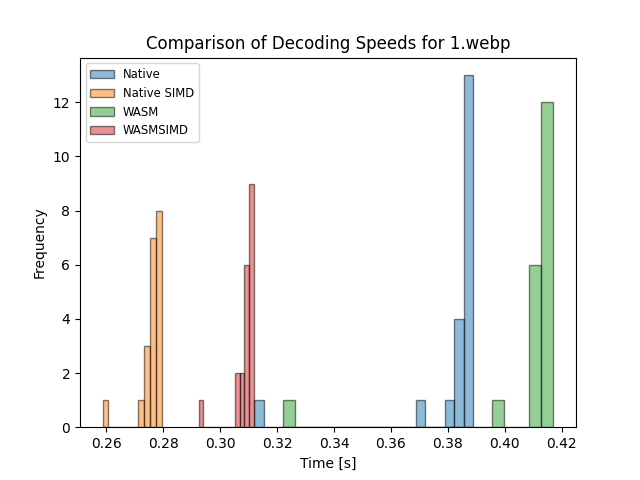 Comparison of Decoding Speeds for 1.webp
Native
Native SIMD
WASM
WASMSIMD
12
10
8
6
4
2
0
Frequency
0.26 0.28 0.30 0.32 0.34 0.36 0.38 0.40 0.42
Time [s]